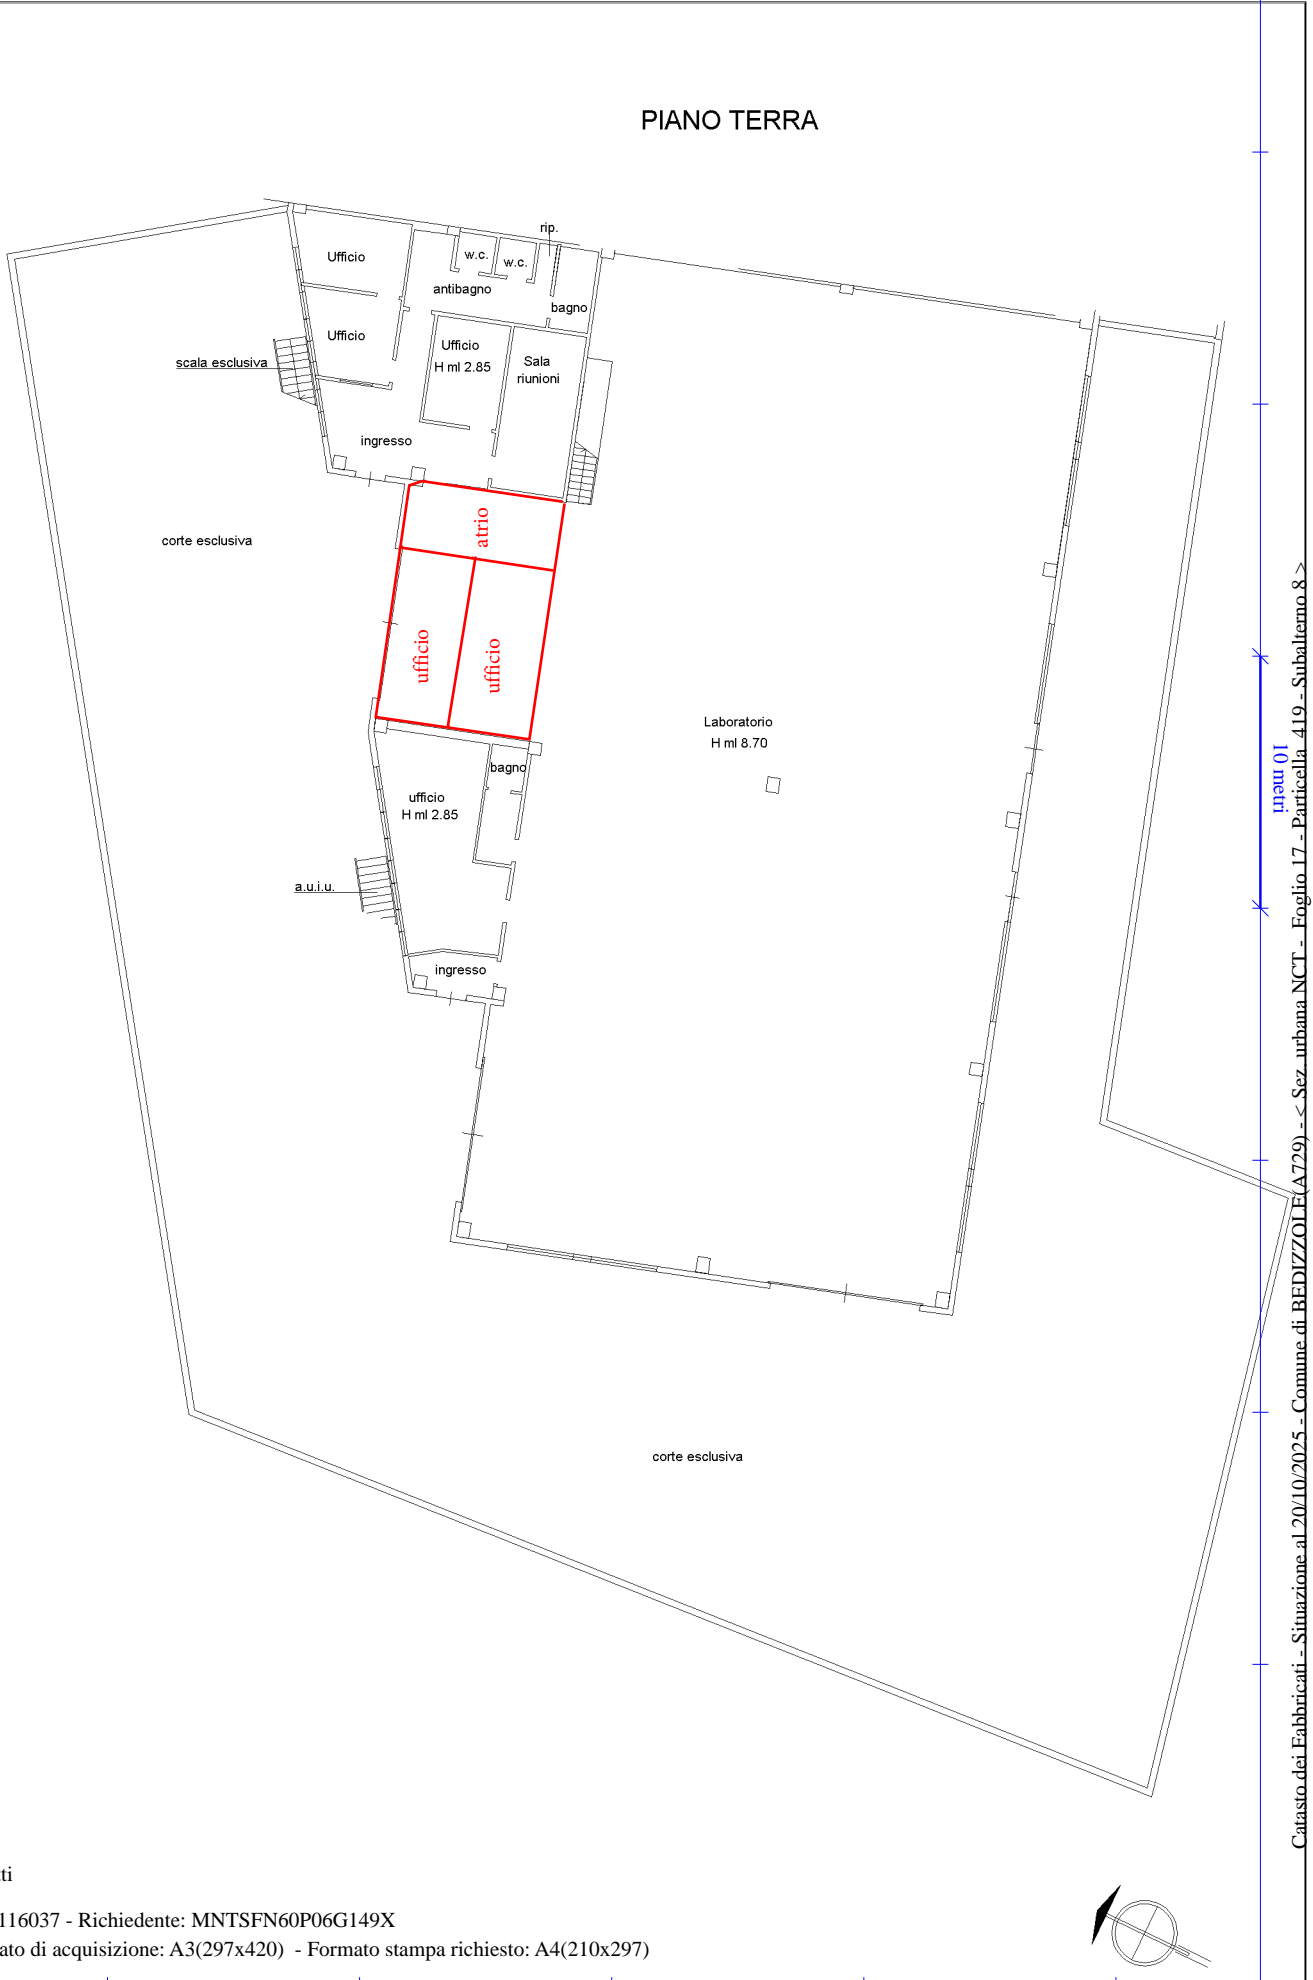 PIANO TERRA
rip.
w.c.
w.c.
Ufficio
antibagno
bagno
Ufficio
Ufficio
H ml 2.85
Sala
riunioni
scala esclusiva
ingresso
atrio
corte esclusiva
ufficio
ufficio
Laboratorio
H ml 8.70
bagno
ufficio
H ml 2.85
a.u.i.u.
ingresso
corte esclusiva
10 metri
Catasto dei Fabbricati - Situazione al 20/10/2025 - Comune di BEDIZZOLE(A729) - < Sez. urbana NCT - Foglio 17 - Particella 419 - Subalterno 8 >
ti
116037 - Richiedente: MNTSFN60P06G149X
ato di acquisizione: A3(297x420) - Formato stampa richiesto: A4(210x297)